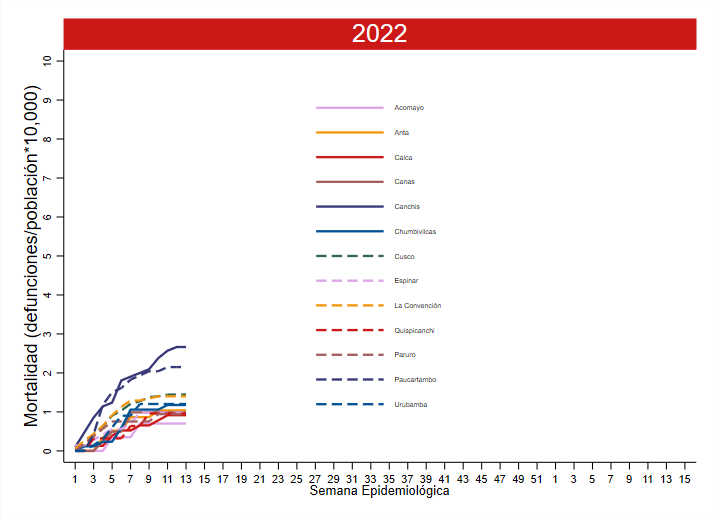 2022
Mortalidad (defunciones/población*10,000)
10
9
8
7
6
5
4
3
2
1
0
Acomayo
Anta
Calca
Canas
Canchis
Chumbivilcas
Cusco
Espinar
La Convención
Quispicanchi
Paruro
Paucartambo
Urubamba
1 3 5 7 9 11 13 15 17 19 21 23 25 27 29 31 33 35 37 39 41 43 45 47 49 51 1 3 5 7 9 11 13 15
Semana Epidemiológica